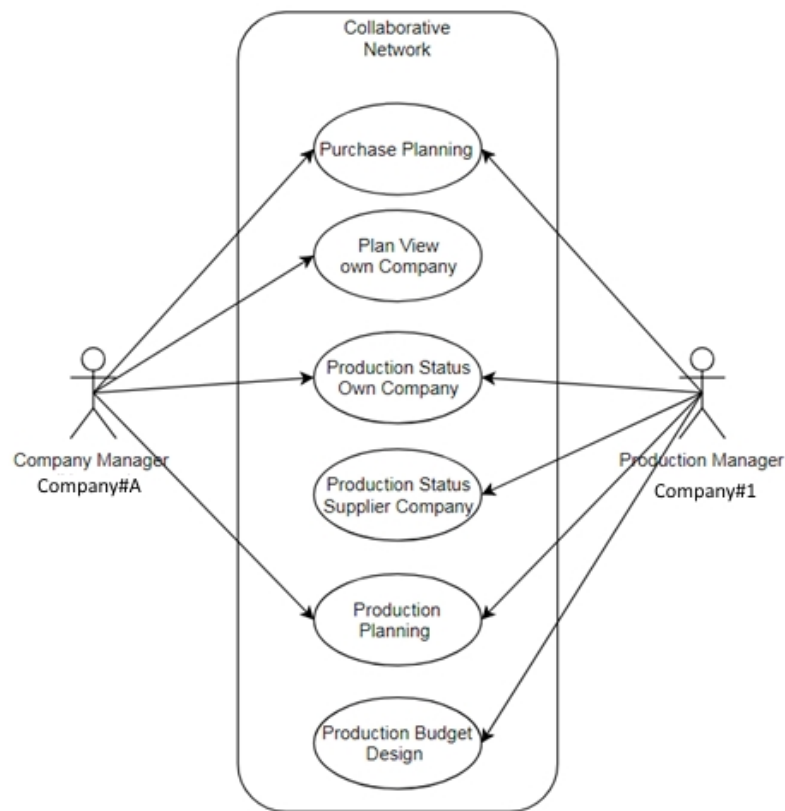 Collaborative
Network
Purchase Planning
Plan View
own Company
Production Status
Own Company
Company Manager
Company#A
Production Manager
Company#1
Production Status
Supplier Company
Production
Planning
Production Budget
Design